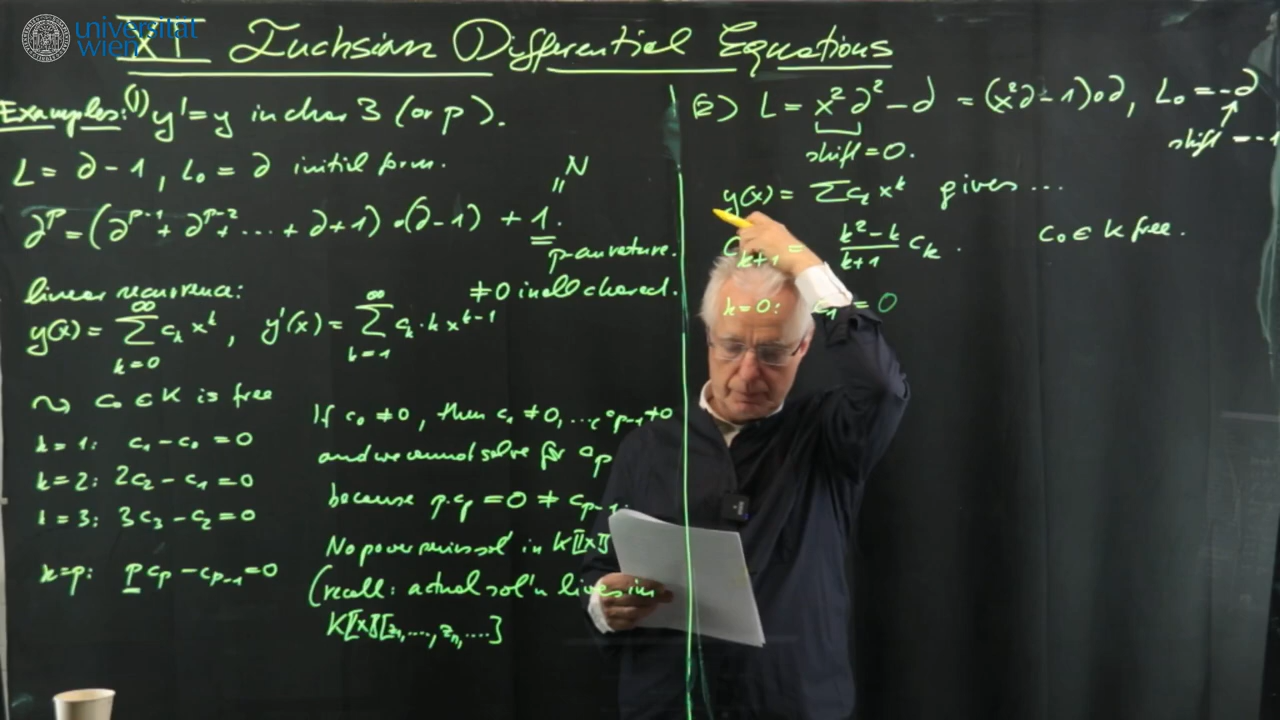 universität
wien
XI Fuchsian Differential Equations
Examples: (1) y' = y in char 3 (or p).
L = ∂ - 1, L₀ = ∂ initial form.
∂ᵖ = (∂ᵖ⁻¹ + ∂ᵖ⁻² + ... + ∂ + 1) ∘ (∂ - 1) + 1.
" N
p-curvature.
≠ 0 in all charact.
linear recurrence:
y(x) = ∑_{k=0}^{∞} c_k x^k, y'(x) = ∑_{k=1}^{∞} c_k · k x^{k-1}
⤳ c₀ ∈ K is free
k = 1: c₁ - c₀ = 0
k = 2: 2c₂ - c₁ = 0
k = 3: 3c₃ - c₂ = 0
k = p: p c_p - c_{p-1} = 0
If c₀ ≠ 0, then c₁ ≠ 0, ... c_{p-1} ≠ 0
and we cannot solve for c_p
because p·c_p = 0 ≠ c_{p-1}.
No power series sol' in K[[x]]
(recall: actual sol'n lives in
K[[x]][z₁, ..., z_n, ....]
(2) L = x²∂² - ∂ = (x²∂ - 1)∘∂, L₀ = -∂
shift = 0.
shift = -1
y(x) = ∑ c_k x^k gives ...
c_{k+1} = (k² - k)/(k+1) c_k. c₀ ∈ K free.
k = 0: c₁ = 0